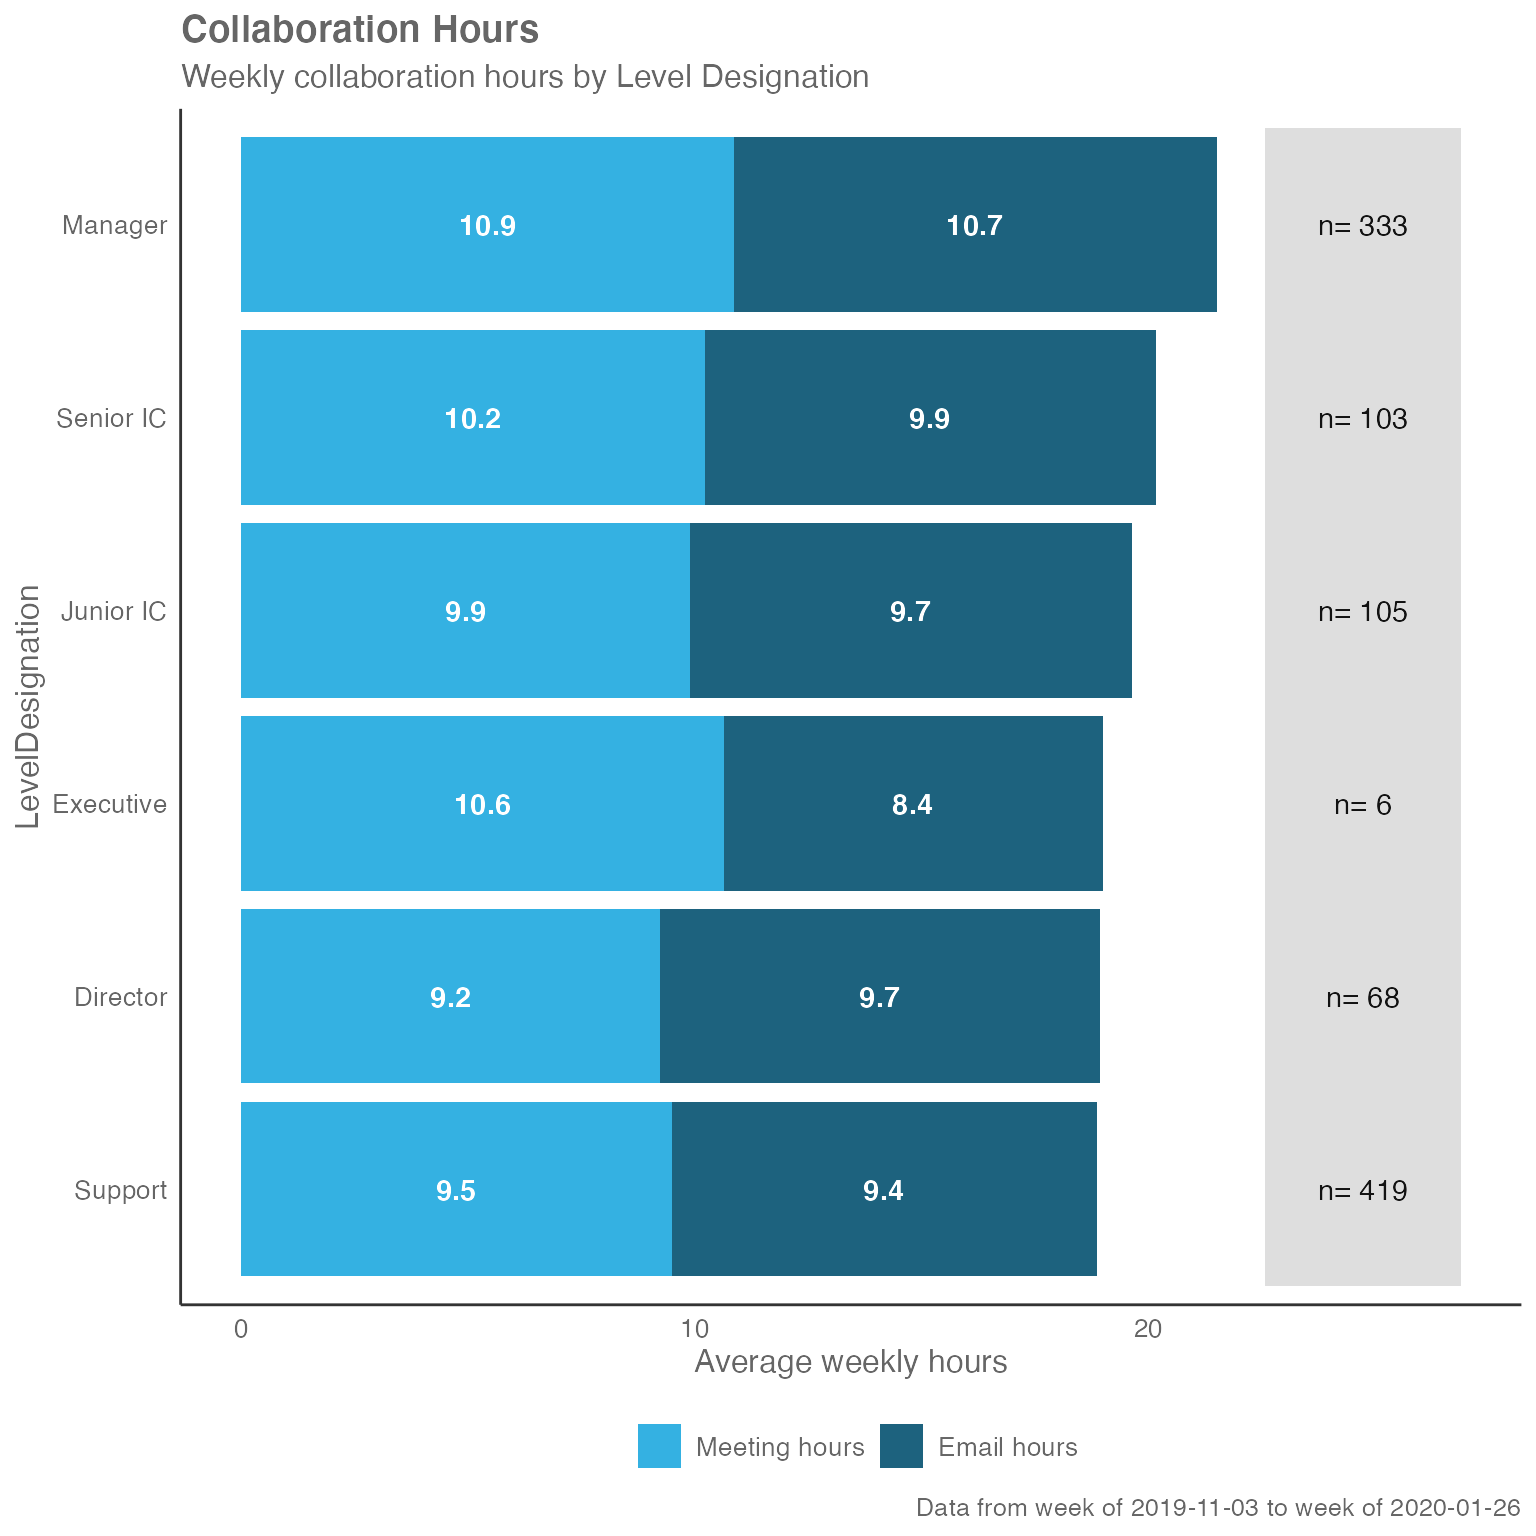 Collaboration Hours
Weekly collaboration hours by Level Designation
LevelDesignation
Manager 10.9 10.7 n= 333
Senior IC 10.2 9.9 n= 103
Junior IC 9.9 9.7 n= 105
Executive 10.6 8.4 n= 6
Director 9.2 9.7 n= 68
Support 9.5 9.4 n= 419
0 10 20
Average weekly hours
Meeting hours Email hours
Data from week of 2019-11-03 to week of 2020-01-26